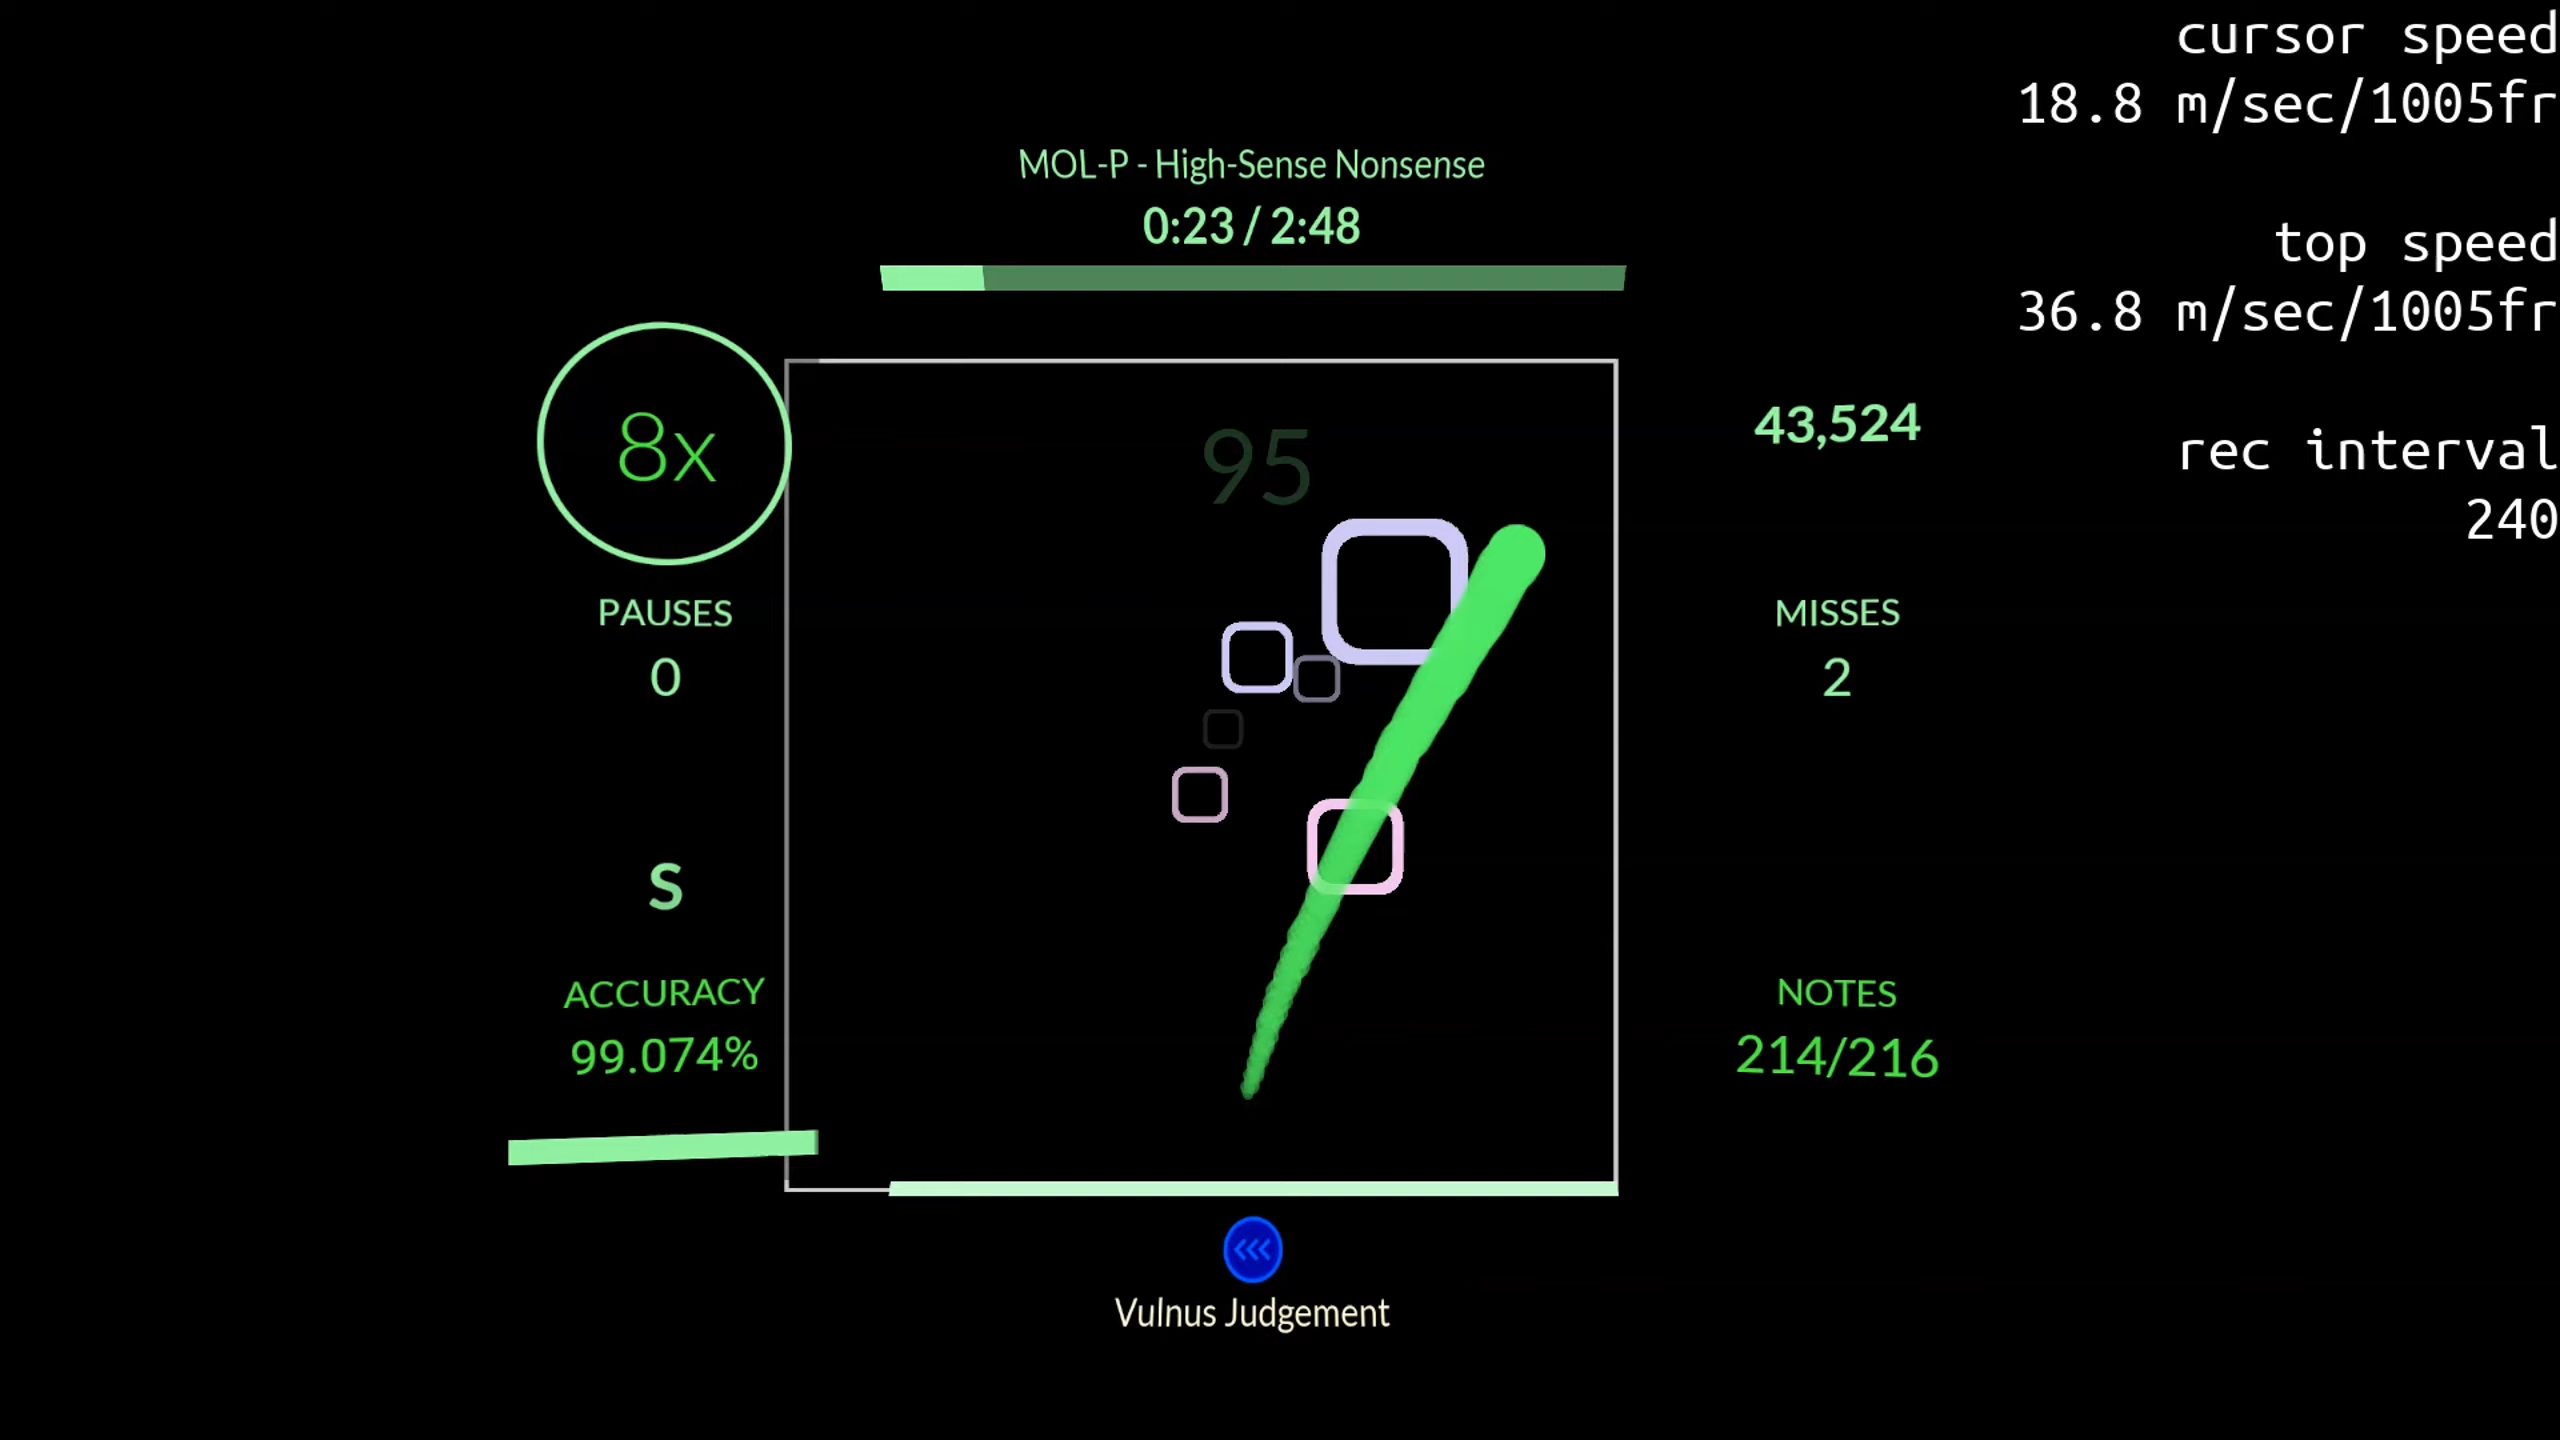 cursor speed
18.8 m/sec/1005fr
top speed
36.8 m/sec/1005fr
rec interval
240
MOL-P - High-Sense Nonsense
0:23 / 2:48
8x
95
43,524
PAUSES
0
MISSES
2
S
ACCURACY
99.074%
NOTES
214/216
Vulnus Judgement